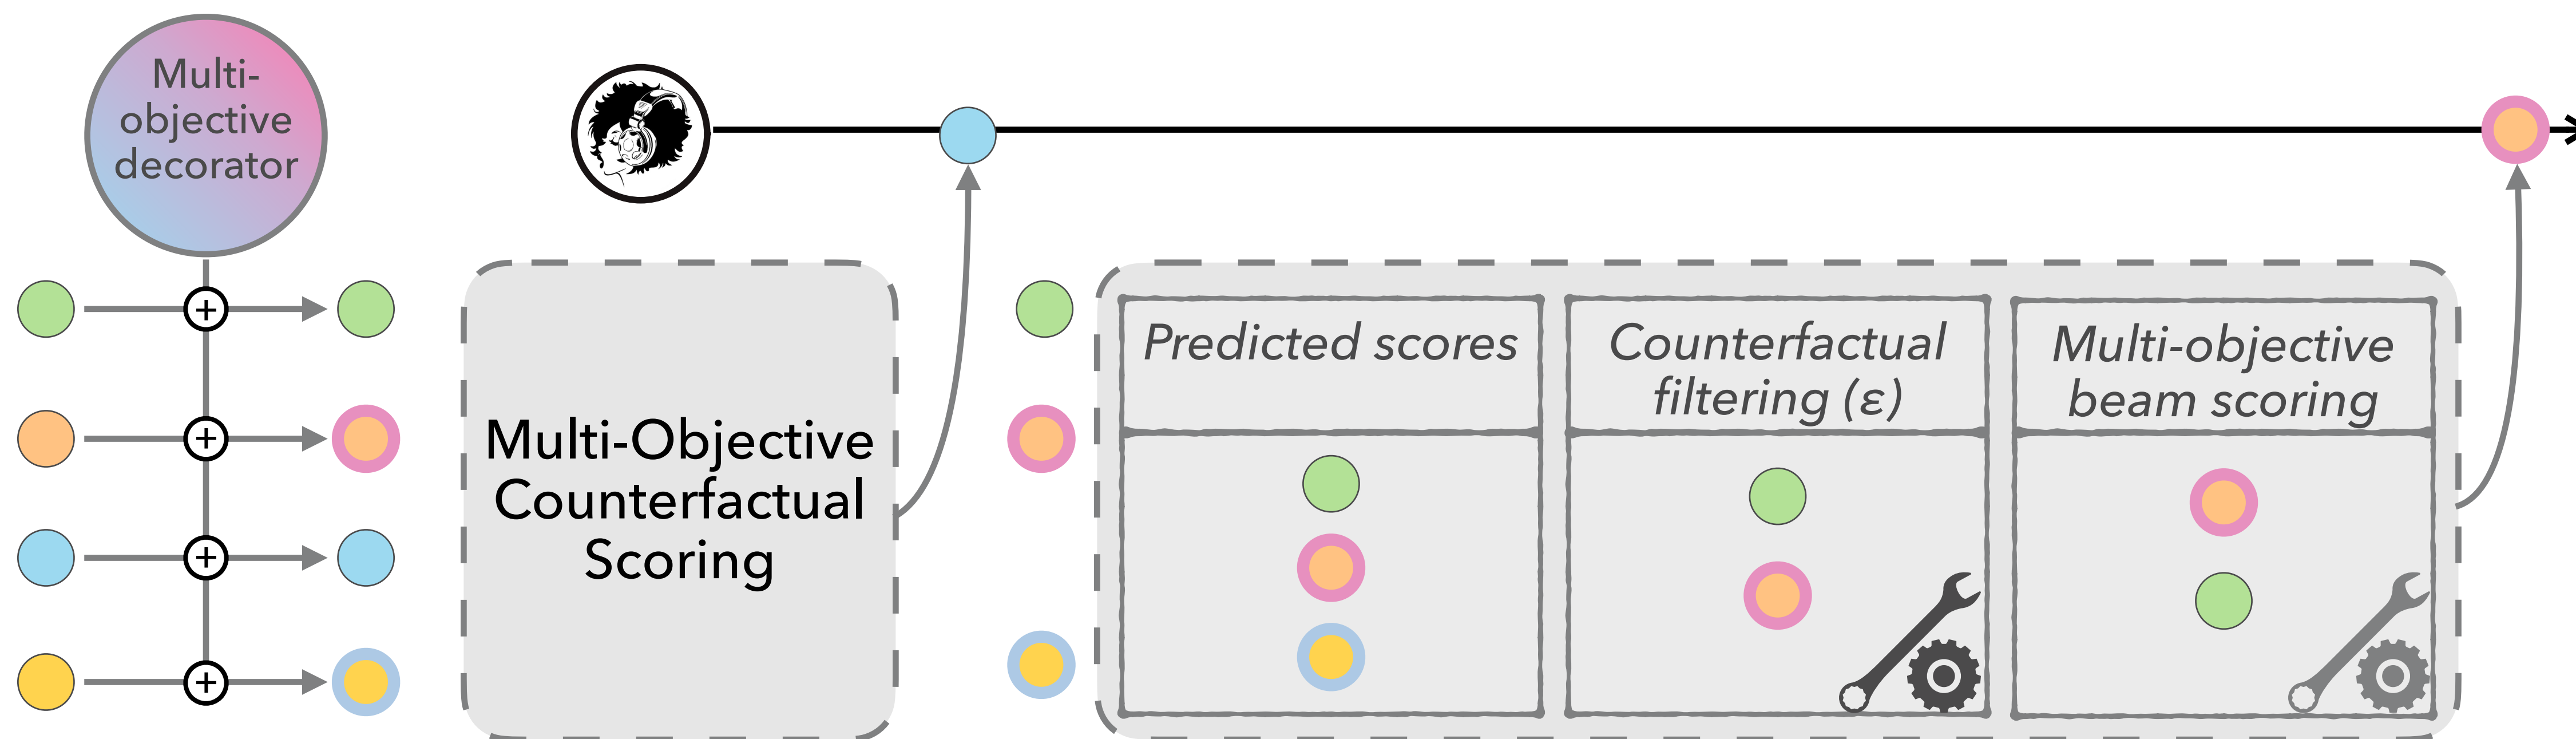 Multi-
objective
decorator
+
+
+
+
Multi-Objective
Counterfactual
Scoring
Predicted scores
Counterfactual
filtering (ε)
Multi-objective
beam scoring